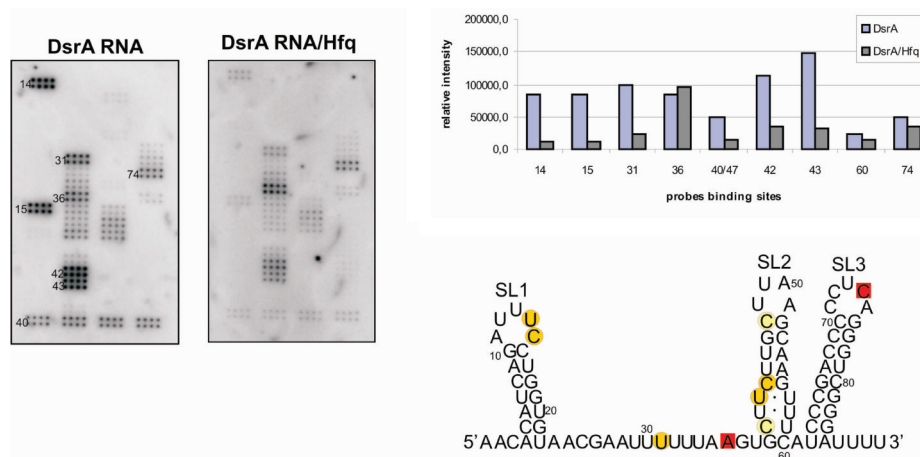 DsrA RNA
DsrA RNA/Hfq
14
31
36
15
42
43
40
74
200000,0
150000,0
100000,0
50000,0
,0
relative intensity
DsrA
DsrA/Hfq
14 15 31 36 40/47 42 43 60 74
probes binding sites
SL1
SL2
SL3
10
20
30
50
60
70
80
5'AACAUAACGAAUUUUUUAAGUGCAUAUUUU3'